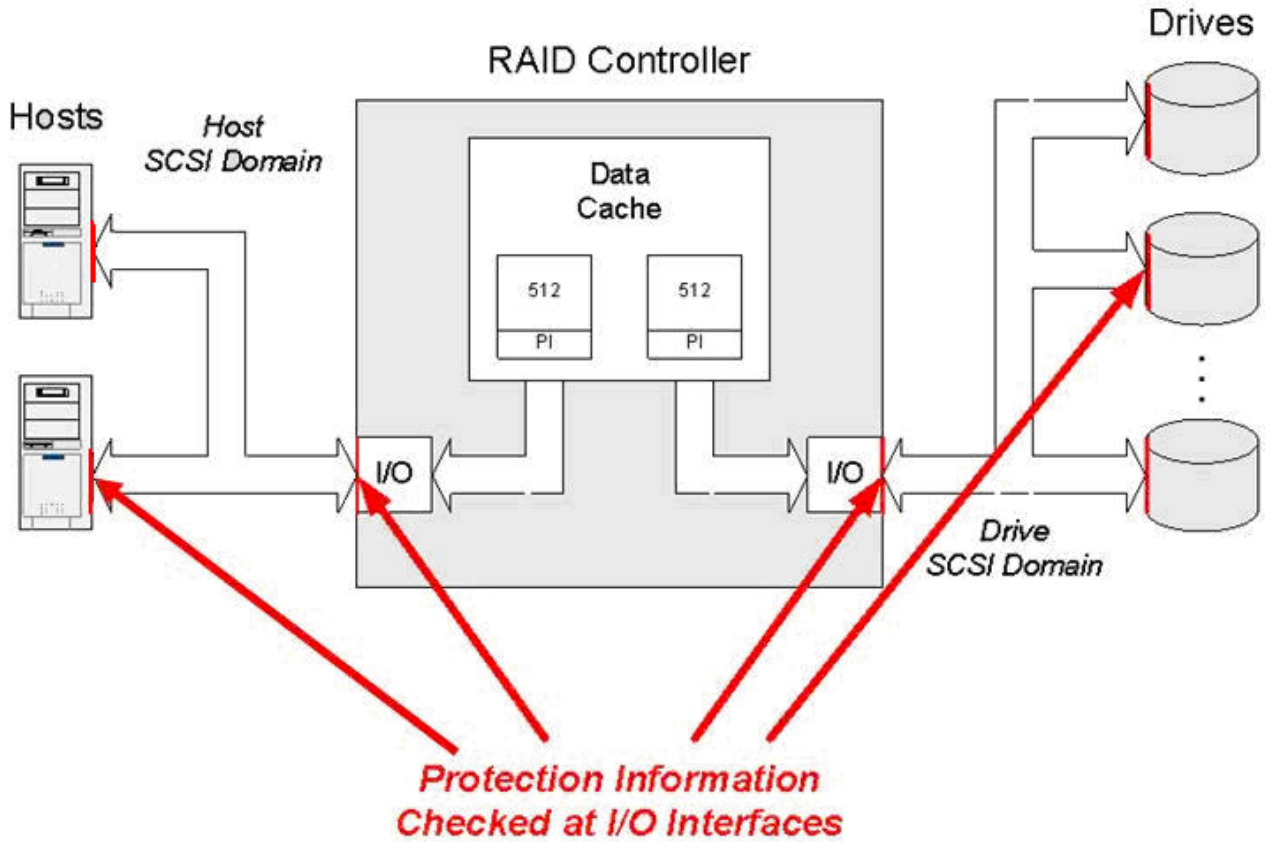 Drives
RAID Controller
Hosts
Host
SCSI Domain
Data
Cache
512
512
PI
PI
I/O
I/O
Drive
SCSI Domain
Protection Information
Checked at I/O Interfaces